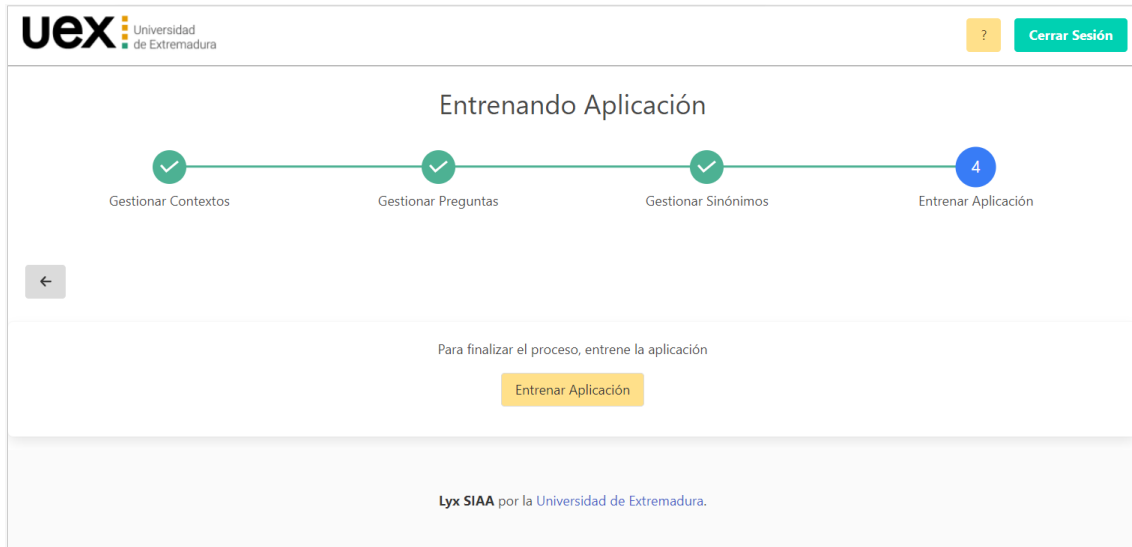 uex Universidad
de Extremadura
?
Cerrar Sesión
Entrenando Aplicación
4
Gestionar Contextos
Gestionar Preguntas
Gestionar Sinónimos
Entrenar Aplicación
Para finalizar el proceso, entrene la aplicación
Entrenar Aplicación
Lyx SIAA por la Universidad de Extremadura.